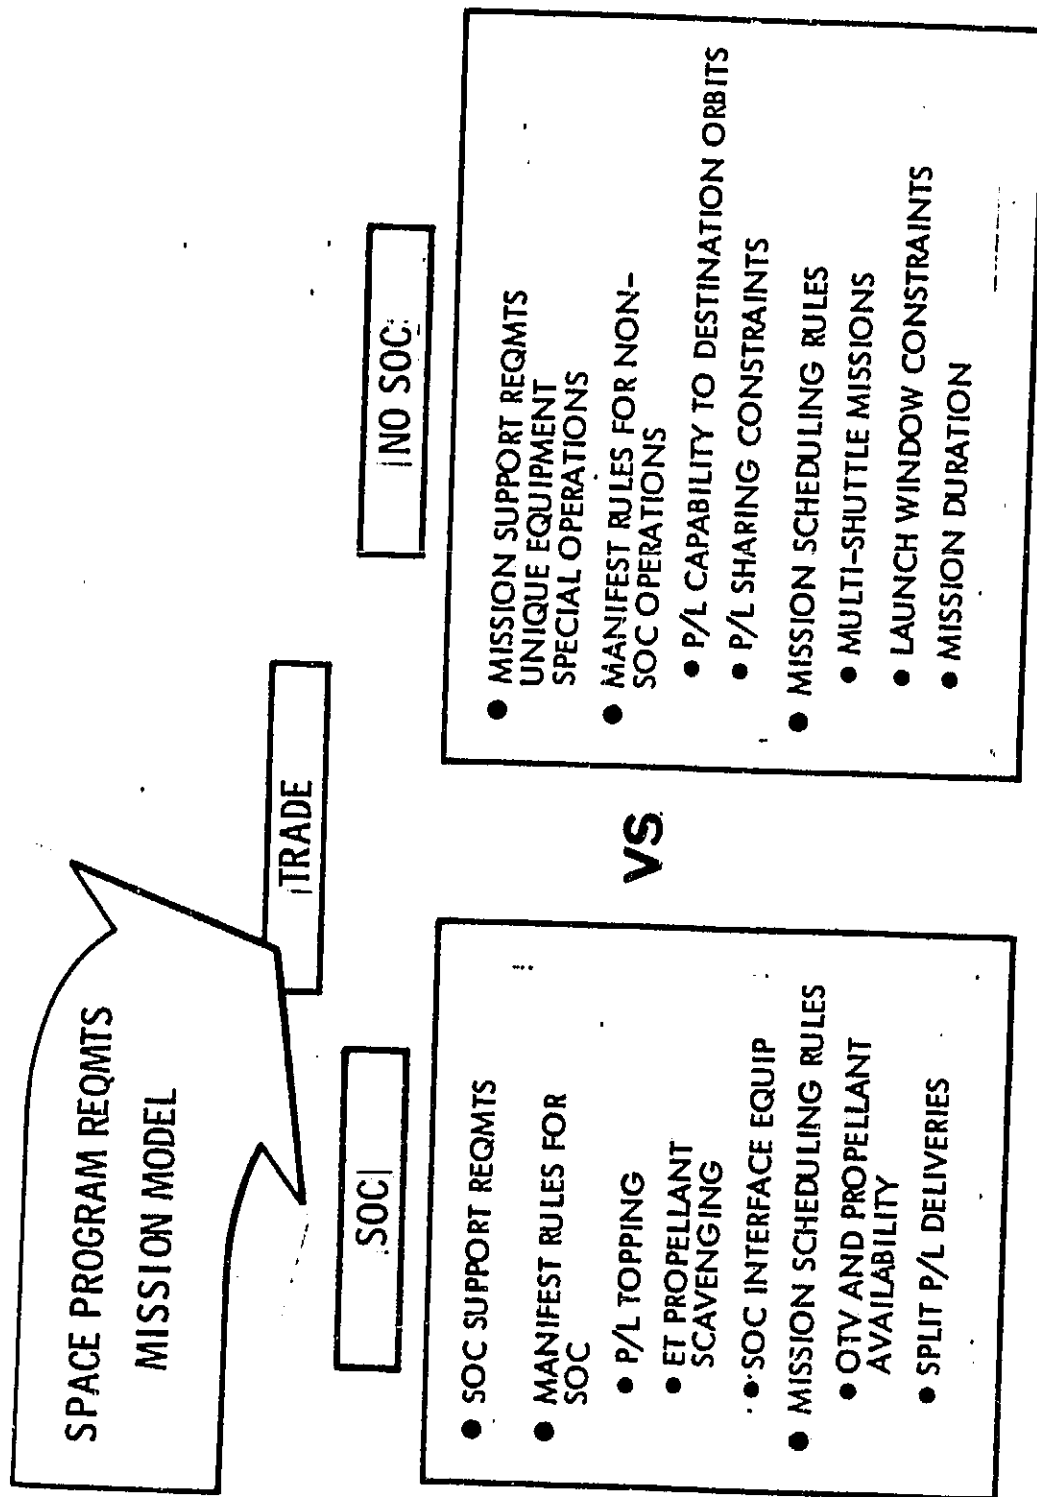 SPACE PROGRAM REQMTS
MISSION MODEL
TRADE
SOC
● SOC SUPPORT REQMTS
● MANIFEST RULES FOR
SOC
● P/L TOPPING
● ET PROPELLANT
SCAVENGING
● SOC INTERFACE EQUIP
● MISSION SCHEDULING RULES
● OTV AND PROPELLANT
AVAILABILITY
● SPLIT P/L DELIVERIES
VS
NO SOC
● MISSION SUPPORT REQMTS
UNIQUE EQUIPMENT
SPECIAL OPERATIONS
● MANIFEST RULES FOR NON-
SOC OPERATIONS
● P/L CAPABILITY TO DESTINATION ORBITS
● P/L SHARING CONSTRAINTS
● MISSION SCHEDULING RULES
● MULTI-SHUTTLE MISSIONS
● LAUNCH WINDOW CONSTRAINTS
● MISSION DURATION